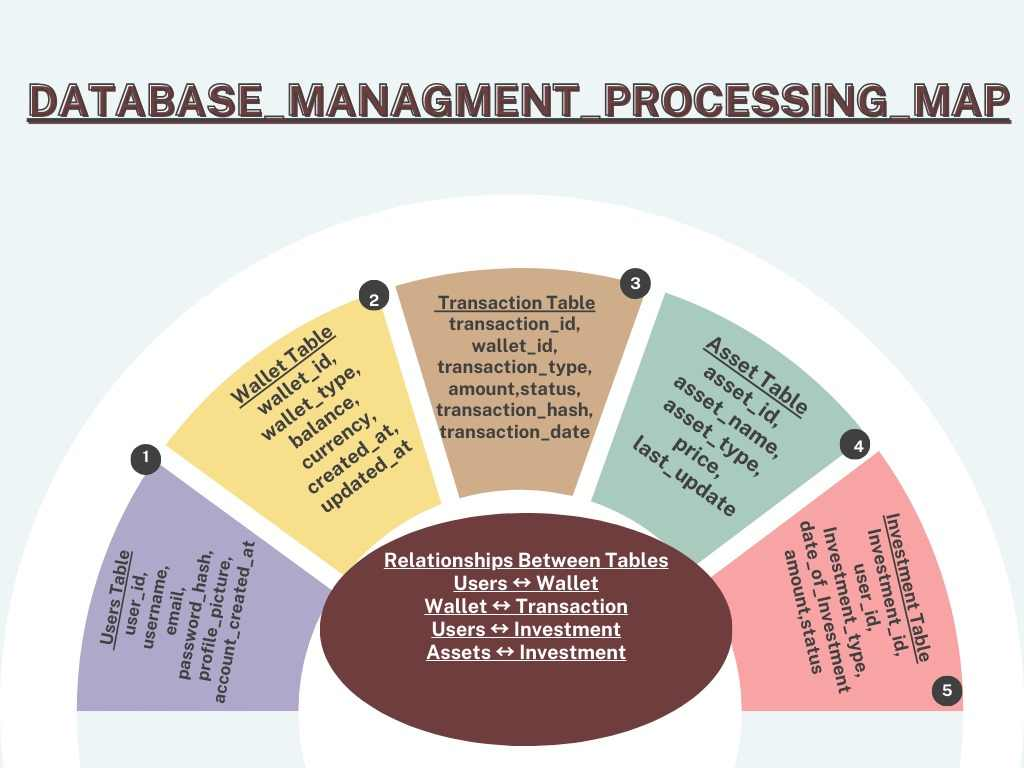 DATABASE_MANAGMENT_PROCESSING_MAP
1
Users Table
user_id,
username,
email,
password_hash,
profile_picture,
account_created_at
2
Wallet Table
wallet_id,
wallet_type,
balance,
currency,
created_at,
updated_at
3
Transaction Table
transaction_id,
wallet_id,
transaction_type,
amount,status,
transaction_hash,
transaction_date
4
Asset Table
asset_id,
asset_name,
asset_type,
price,
last_update
5
Investment Table
Investment_id,
user_id,
Investment_type,
date_of_Investment
amount,status
Relationships Between Tables
Users ↔ Wallet
Wallet ↔ Transaction
Users ↔ Investment
Assets ↔ Investment